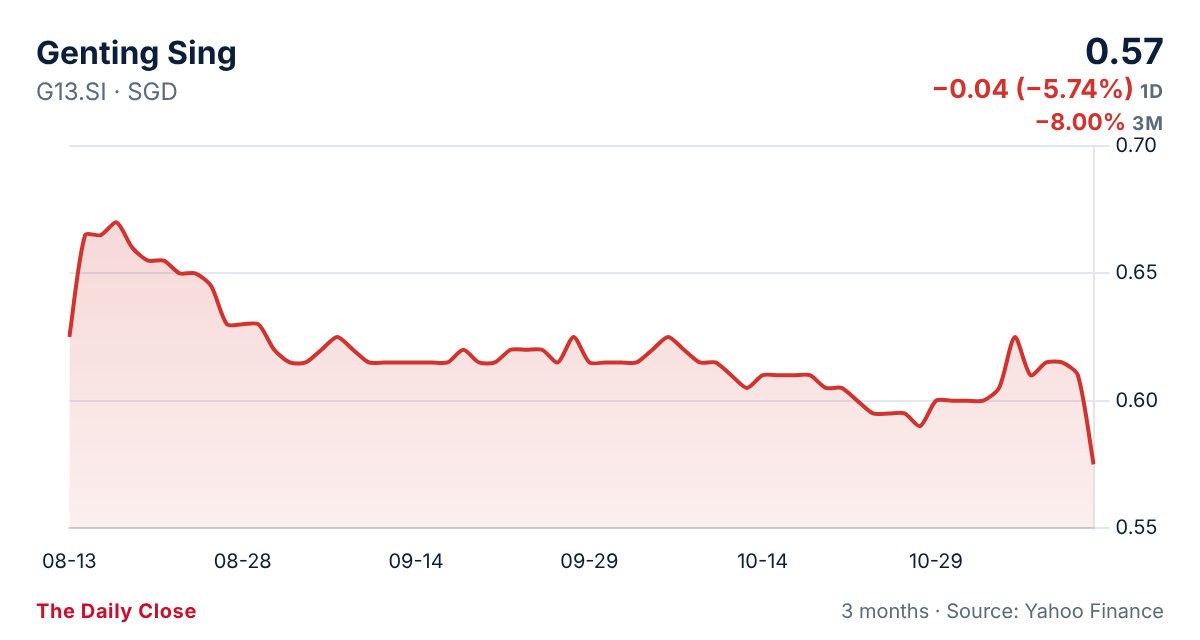 Genting Sing
G13.SI · SGD
0.57
−0.04 (−5.74%) 1D
−8.00% 3M
0.70
0.65
0.60
0.55
08-13 08-28 09-14 09-29 10-14 10-29
The Daily Close
3 months · Source: Yahoo Finance